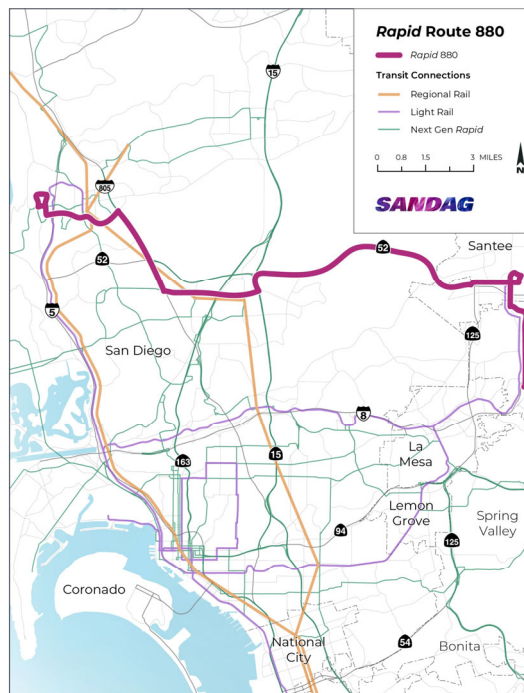 Rapid Route 880
Rapid 880
Transit Connections
Regional Rail
Light Rail
Next Gen Rapid
0 0.8 1.5 3 MILES
N
SANDAG
15
805
52
52
Santee
5
125
San Diego
8
La
Mesa
163
15
Lemon
Grove
94
Spring
Valley
125
Coronado
National
City
54
Bonita